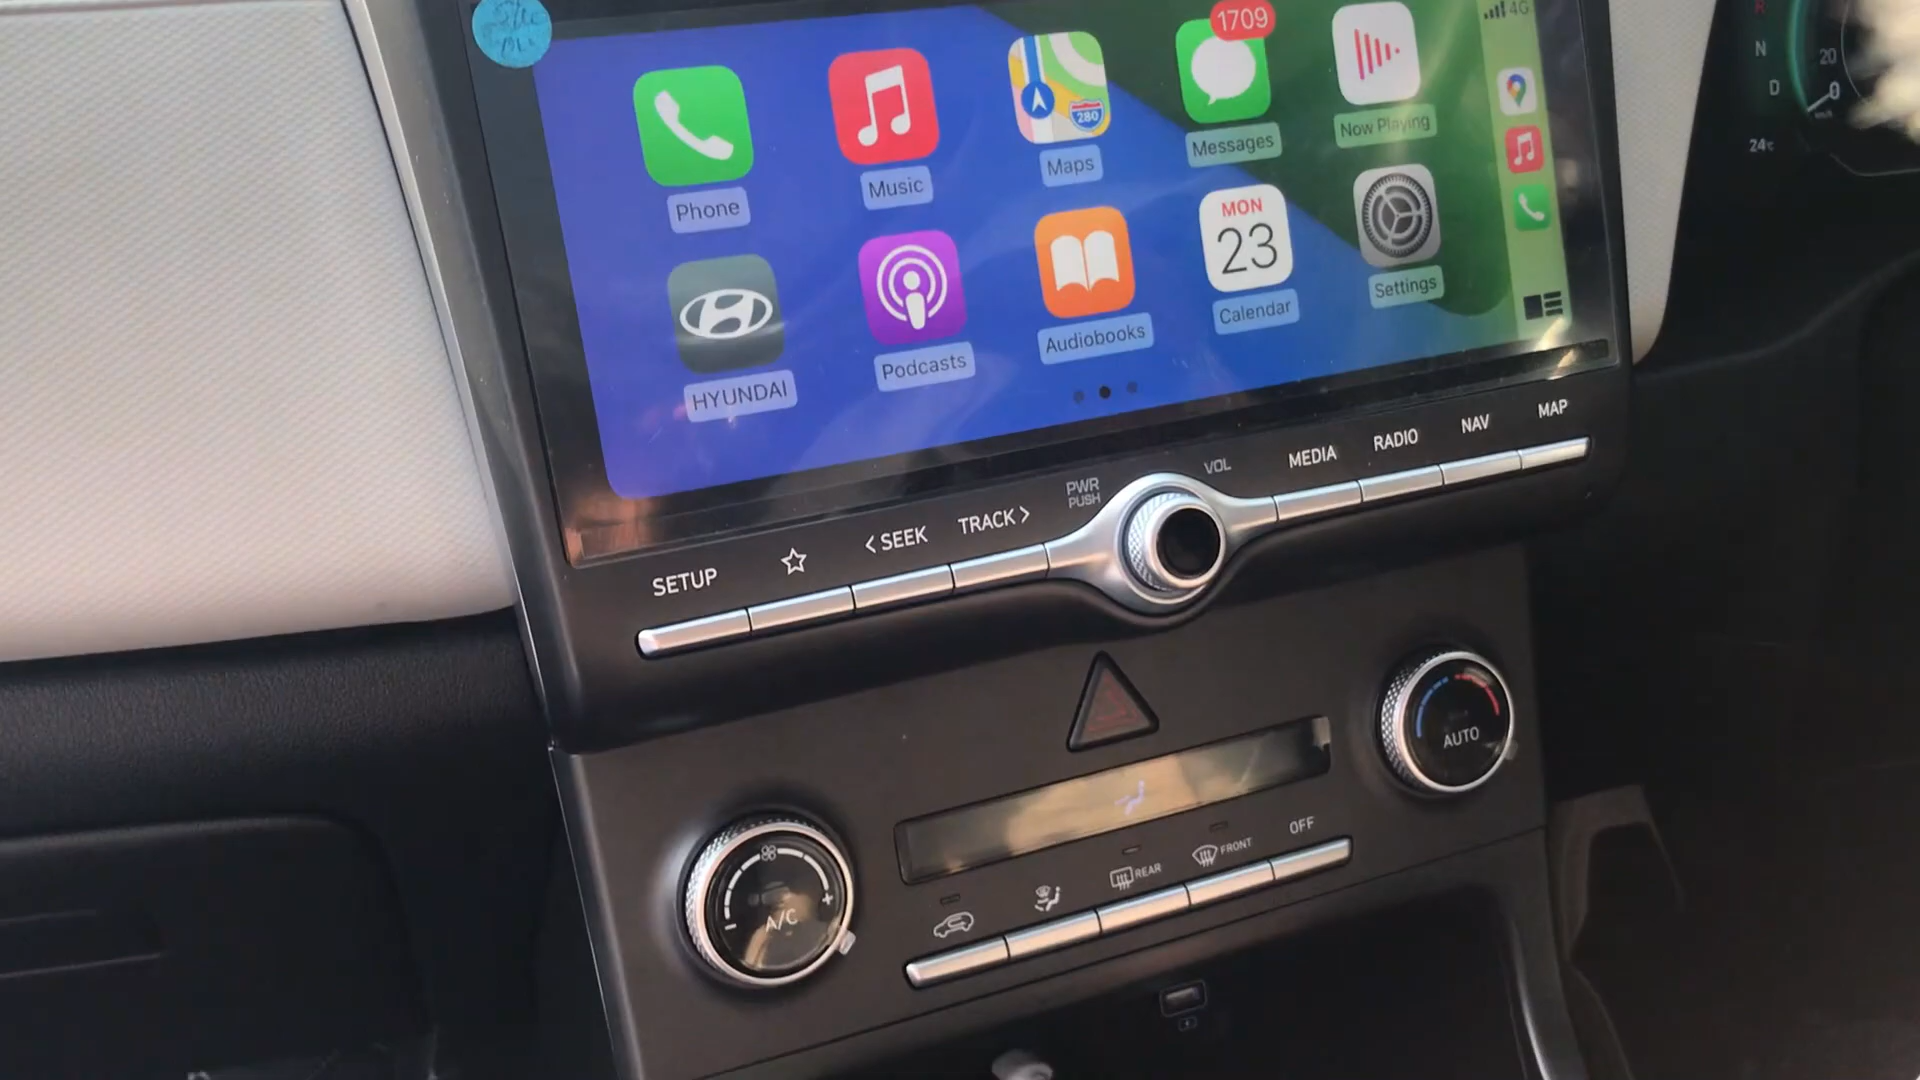 1709
4G
280
Phone
Music
Maps
Messages
Now Playing
MON
23
HYUNDAI
Podcasts
Audiobooks
Calendar
Settings
R
N
D
20
0
24°c
SETUP
< SEEK
TRACK >
PWR
PUSH
VOL
MEDIA
RADIO
NAV
MAP
AUTO
A/C
REAR
FRONT
OFF